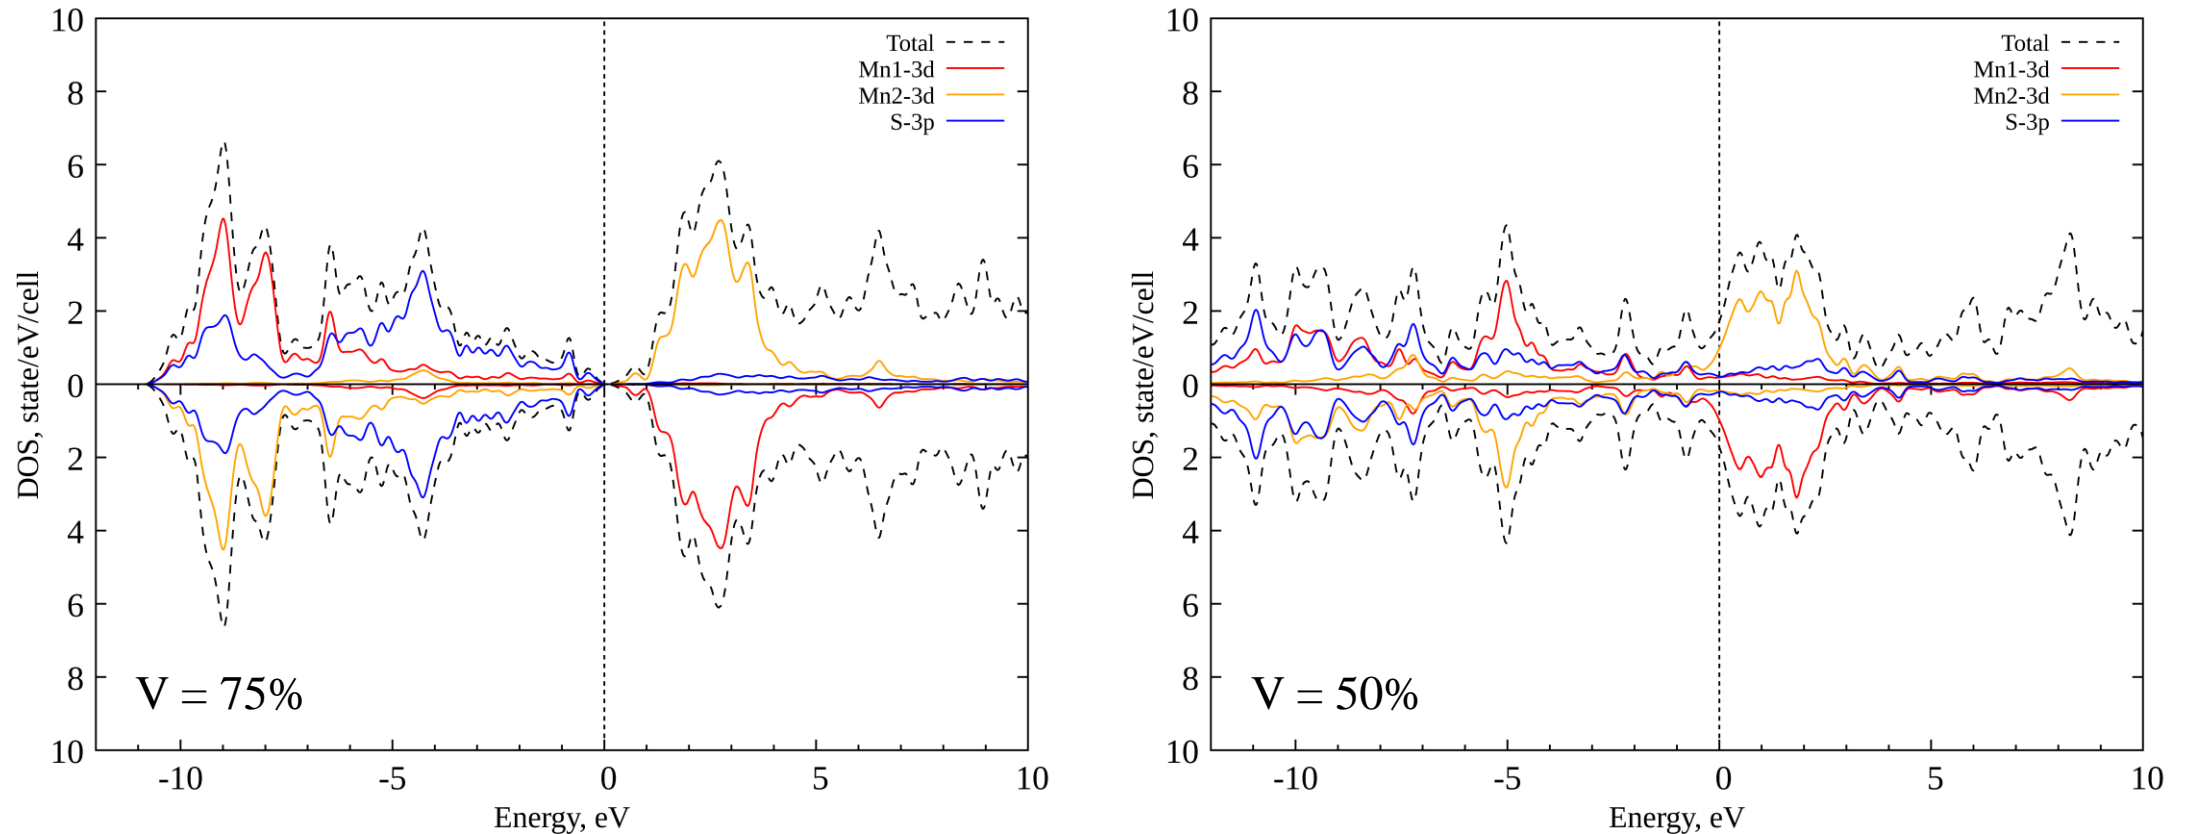 10
8
6
4
2
0
2
4
6
8
10
DOS, state/eV/cell
Total
Mn1-3d
Mn2-3d
S-3p
V = 75%
-10 -5 0 5 10
Energy, eV
10
8
6
4
2
0
2
4
6
8
10
DOS, state/eV/cell
Total
Mn1-3d
Mn2-3d
S-3p
V = 50%
-10 -5 0 5 10
Energy, eV